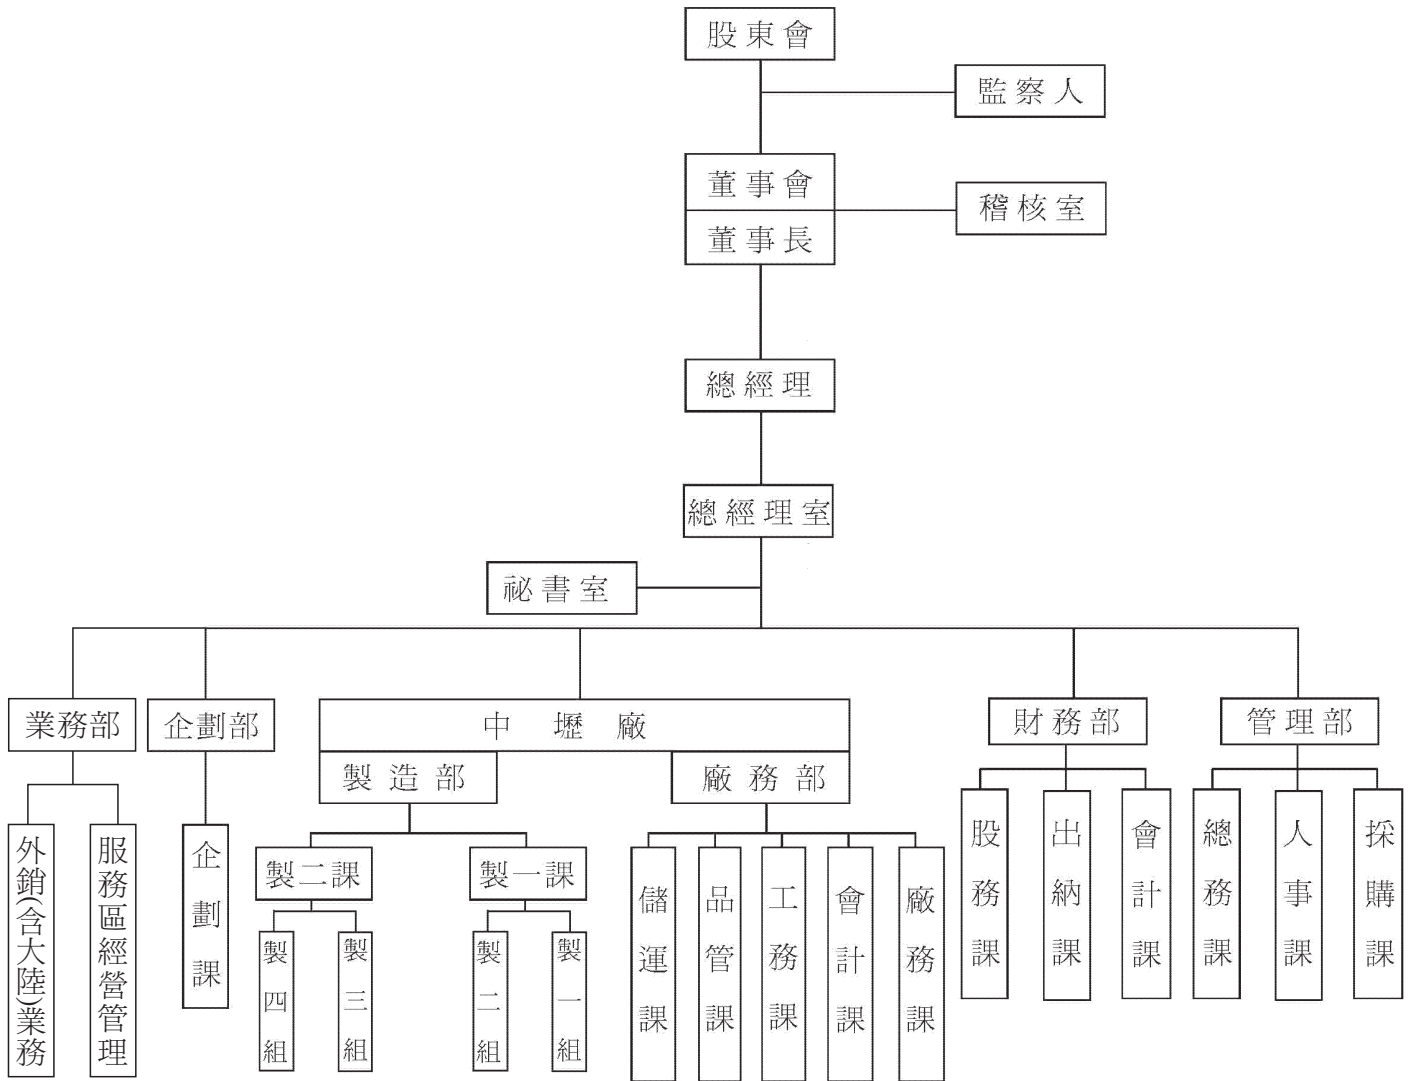 股東會
監察人
董事會
稽核室
董事長
總經理
總經理室
祕書室
業務部
企劃部
中壢廠
財務部
管理部
製造部
廠務部
外銷(含大陸)業務
服務區經營管理
企劃課
製二課
製一課
製四組
製三組
製二組
製一組
儲運課
品管課
工務課
會計課
廠務課
股務課
出納課
會計課
總務課
人事課
採購課